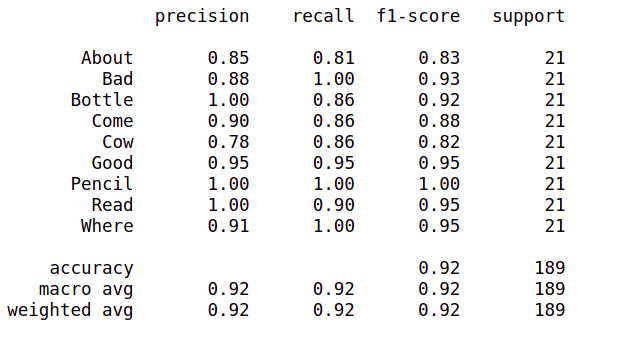 precision recall f1-score support
About 0.85 0.81 0.83 21
Bad 0.88 1.00 0.93 21
Bottle 1.00 0.86 0.92 21
Come 0.90 0.86 0.88 21
Cow 0.78 0.86 0.82 21
Good 0.95 0.95 0.95 21
Pencil 1.00 1.00 1.00 21
Read 1.00 0.90 0.95 21
Where 0.91 1.00 0.95 21
accuracy 0.92 189
macro avg 0.92 0.92 0.92 189
weighted avg 0.92 0.92 0.92 189